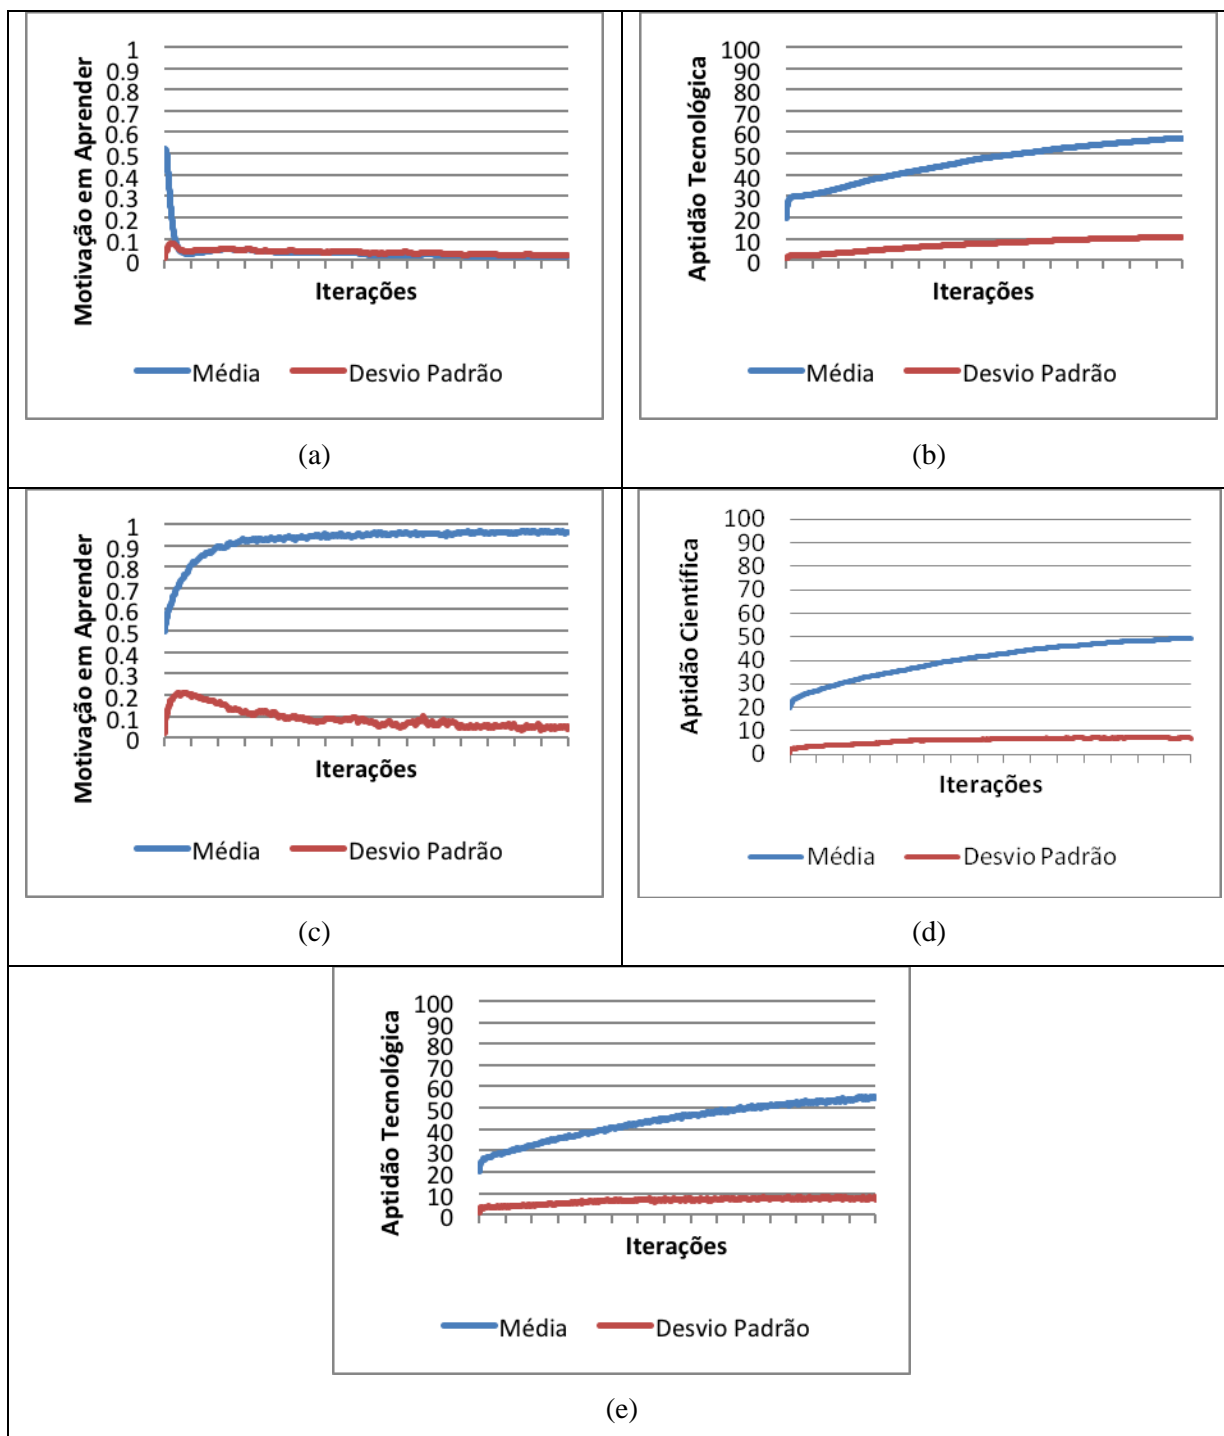 Motivação em Aprender
1
0.9
0.8
0.7
0.6
0.5
0.4
0.3
0.2
0.1
0
Iterações
Média
Desvio Padrão
(a)
Aptidão Tecnológica
100
90
80
70
60
50
40
30
20
10
0
Iterações
Média
Desvio Padrão
(b)
Motivação em Aprender
1
0.9
0.8
0.7
0.6
0.5
0.4
0.3
0.2
0.1
0
Iterações
Média
Desvio Padrão
(c)
Aptidão Científica
100
90
80
70
60
50
40
30
20
10
0
Iterações
Média
Desvio Padrão
(d)
Aptidão Tecnológica
100
90
80
70
60
50
40
30
20
10
0
Iterações
Média
Desvio Padrão
(e)